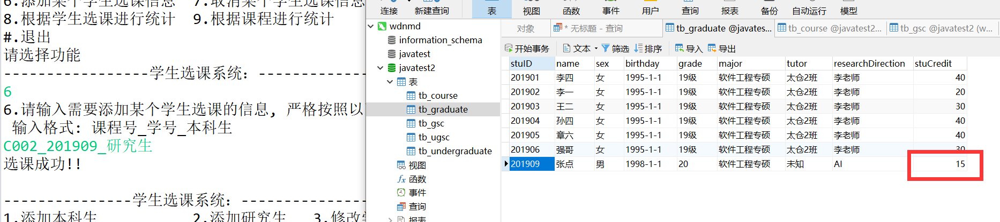 6.添加某个学生选课信息  7.取消某个学生选课信息
8.根据学生选课进行统计  9.根据课程进行统计
#.退出
请选择功能
-----------------学生选课系统：-------------
6
6.请输入需要添加某个学生选课的信息，严格按照以
输入格式：课程号_学号_本科生
C002_201909_研究生
选课成功!!
---------------学生选课系统：---------------
1.添加本科生 2.添加研究生 3.修改学
连接 新建查询 表 视图 函数 事件 用户 查询 报表 备份 自动运行 模型
wdnmd
information_schema
javatest
javatest2
表
tb_course
tb_graduate
tb_gsc
tb_ugsc
tb_undergraduate
视图
fx 函数
事件
查询
报表
对象 * 无标题 - 查询 tb_graduate @javates... tb_course @javatest2... tb_gsc @javatest2 (w...
开始事务 文本 筛选 排序 导入 导出
stuID name sex birthday grade major tutor researchDirection stuCredit
201901 李四 女 1995-1-1 19级 软件工程专硕 太仓2班 李老师 40
201902 李一 女 1995-1-1 19级 软件工程专硕 太仓2班 李老师 20
201903 王二 女 1995-1-1 19级 软件工程专硕 太仓2班 李老师 30
201904 孙四 女 1995-1-1 19级 软件工程专硕 太仓2班 李老师 40
201905 章六 女 1995-1-1 19级 软件工程专硕 太仓2班 李老师 40
201906 强哥 女 1995-1-1 19级 软件工程专硕 太仓2班 李老师 30
201909 张点 男 1998-1-1 20 软件工程专硕 未知 AI 15